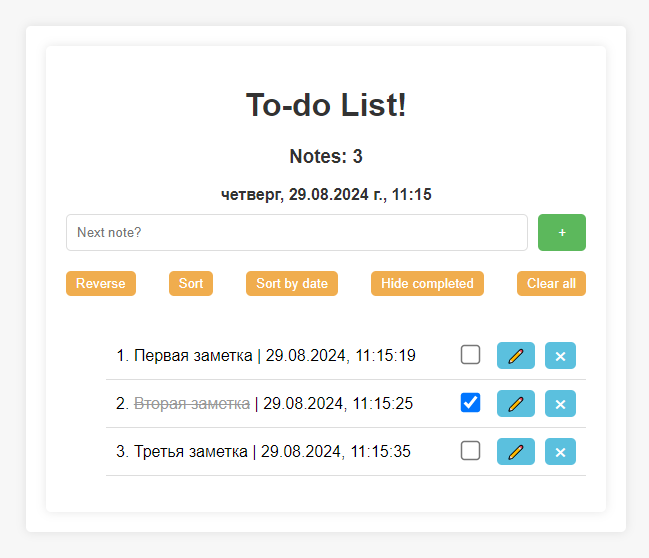 To-do List!
Notes: 3
четверг, 29.08.2024 г., 11:15
Next note? +
Reverse Sort Sort by date Hide completed Clear all
1. Первая заметка | 29.08.2024, 11:15:19
2. Вторая заметка | 29.08.2024, 11:15:25
3. Третья заметка | 29.08.2024, 11:15:35